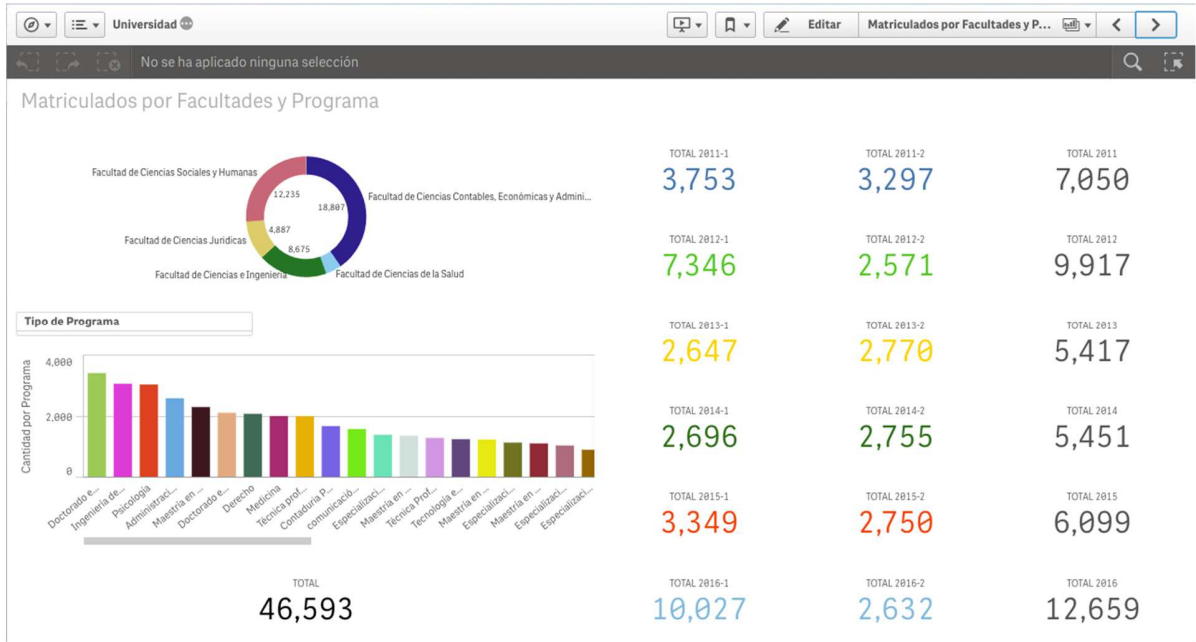 Universidad
Editar
Matriculados por Facultades y P...
No se ha aplicado ninguna selección
Matriculados por Facultades y Programa
Facultad de Ciencias Sociales y Humanas
12,235
18,807
Facultad de Ciencias Contables, Económicas y Admini...
4,887
Facultad de Ciencias Juridicas
8,675
Facultad de Ciencias e Ingeniería
Facultad de Ciencias de la Salud
Tipo de Programa
Cantidad por Programa
4,000
2,000
0
Doctorado e...
Ingeniería de...
Psicología
Administraci...
Maestría en ...
Doctorado e...
Derecho
Medicina
Técnica prof...
Contaduría P...
comunicació...
Especializaci...
Maestría en ...
Técnica Prof...
Tecnología e...
Maestría en ...
Especializaci...
Maestría en ...
Especializaci...
Especializaci...
TOTAL
46,593
TOTAL 2011-1
3,753
TOTAL 2011-2
3,297
TOTAL 2011
7,050
TOTAL 2012-1
7,346
TOTAL 2012-2
2,571
TOTAL 2012
9,917
TOTAL 2013-1
2,647
TOTAL 2013-2
2,770
TOTAL 2013
5,417
TOTAL 2014-1
2,696
TOTAL 2014-2
2,755
TOTAL 2014
5,451
TOTAL 2015-1
3,349
TOTAL 2015-2
2,750
TOTAL 2015
6,099
TOTAL 2016-1
10,027
TOTAL 2016-2
2,632
TOTAL 2016
12,659